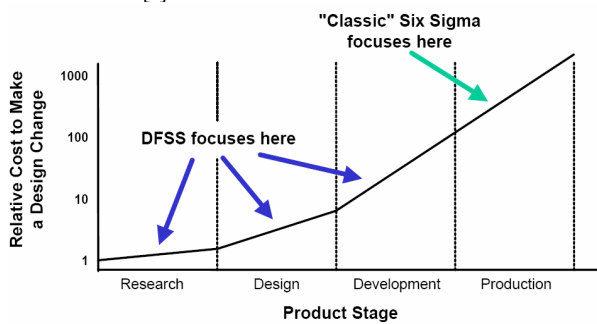 "Classic" Six Sigma
focuses here
Relative Cost to Make
a Design Change
1000
100
10
1
DFSS focuses here
Research
Design
Development
Production
Product Stage